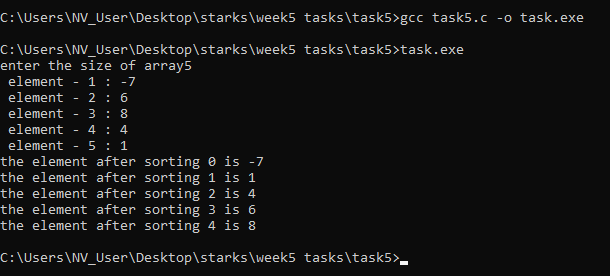 C:\Users\NV_User\Desktop\starks\week5 tasks\task5>gcc task5.c -o task.exe
C:\Users\NV_User\Desktop\starks\week5 tasks\task5>task.exe
enter the size of array5
 element - 1 : -7
 element - 2 : 6
 element - 3 : 8
 element - 4 : 4
 element - 5 : 1
the element after sorting 0 is -7
the element after sorting 1 is 1
the element after sorting 2 is 4
the element after sorting 3 is 6
the element after sorting 4 is 8
C:\Users\NV_User\Desktop\starks\week5 tasks\task5>